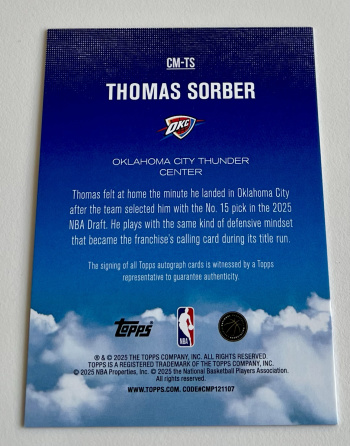 CM-TS
THOMAS SORBER
OKC
OKLAHOMA CITY THUNDER
CENTER
Thomas felt at home the minute he landed in Oklahoma City
after the team selected him with the No. 15 pick in the 2025
NBA Draft. He plays with the same kind of defensive mindset
that became the franchise's calling card during its title run.
The signing of all Topps autograph cards is witnessed by a Topps
representative to guarantee authenticity.
topps
NBA
® & © 2025 THE TOPPS COMPANY, INC. ALL RIGHTS RESERVED.
TOPPS IS A REGISTERED TRADEMARK OF THE TOPPS COMPANY, INC.
© 2025 NBA Properties, Inc. © 2025 the National Basketball Players Association.
All rights reserved.
WWW.TOPPS.COM. CODE#CMP121107